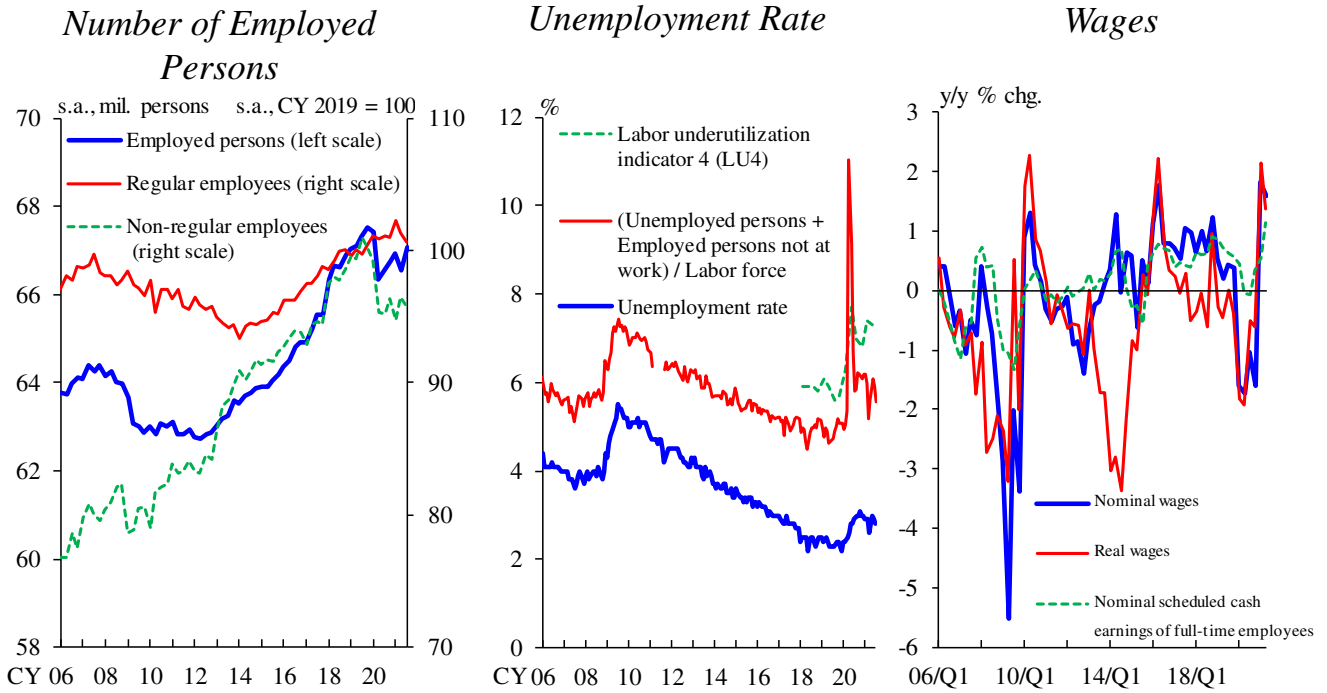 Number of Employed
Persons
s.a., mil. persons
s.a., CY 2019 = 100
70
68
66
64
62
60
58
110
100
90
80
70
Employed persons (left scale)
Regular employees (right scale)
Non-regular employees
(right scale)
CY 06
08
10
12
14
16
18
20
Unemployment Rate
%
12
10
8
6
4
2
0
Labor underutilization
indicator 4 (LU4)
(Unemployed persons +
Employed persons not at
work) / Labor force
Unemployment rate
CY 06
08
10
12
14
16
18
20
Wages
y/y % chg.
3
2
1
0
-1
-2
-3
-4
-5
-6
Nominal wages
Real wages
Nominal scheduled cash
earnings of full-time employees
06/Q1
10/Q1
14/Q1
18/Q1